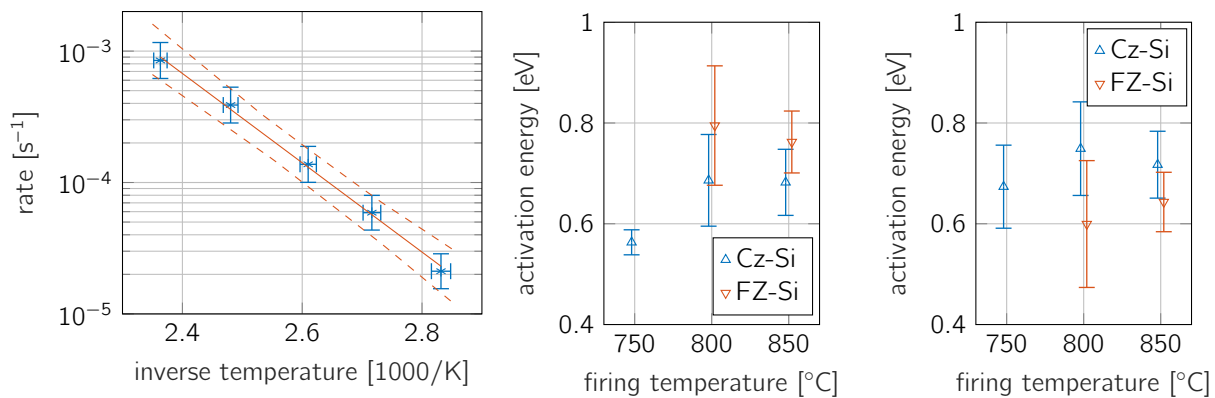 10⁻³
10⁻⁴
10⁻⁵
rate [s⁻¹]
2.4 2.6 2.8
inverse temperature [1000/K]
1
0.8
0.6
0.4
activation energy [eV]
Cz-Si
FZ-Si
750 800 850
firing temperature [°C]
1
0.8
0.6
0.4
activation energy [eV]
Cz-Si
FZ-Si
750 800 850
firing temperature [°C]